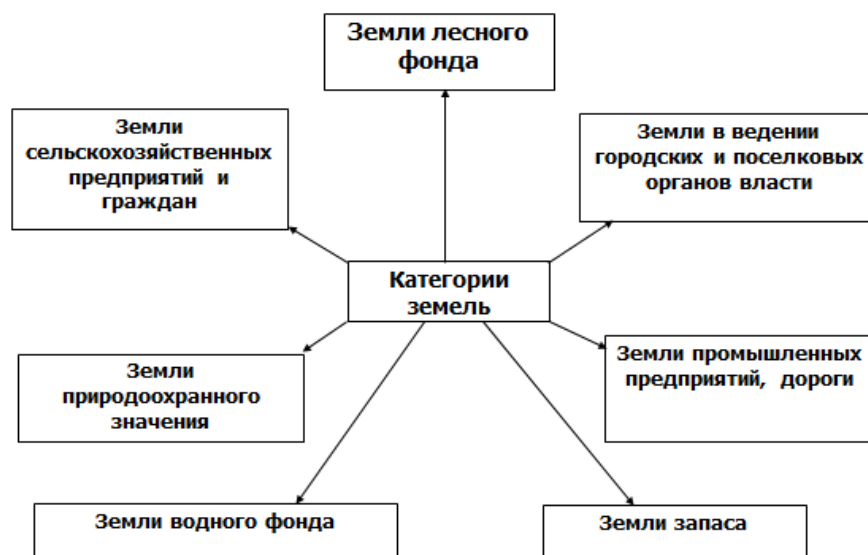 Земли лесного
фонда
Земли
сельскохозяйственных
предприятий и
граждан
Земли в ведении
городских и поселковых
органов власти
Категории
земель
Земли
природоохранного
значения
Земли промышленных
предприятий, дороги
Земли водного фонда
Земли запаса